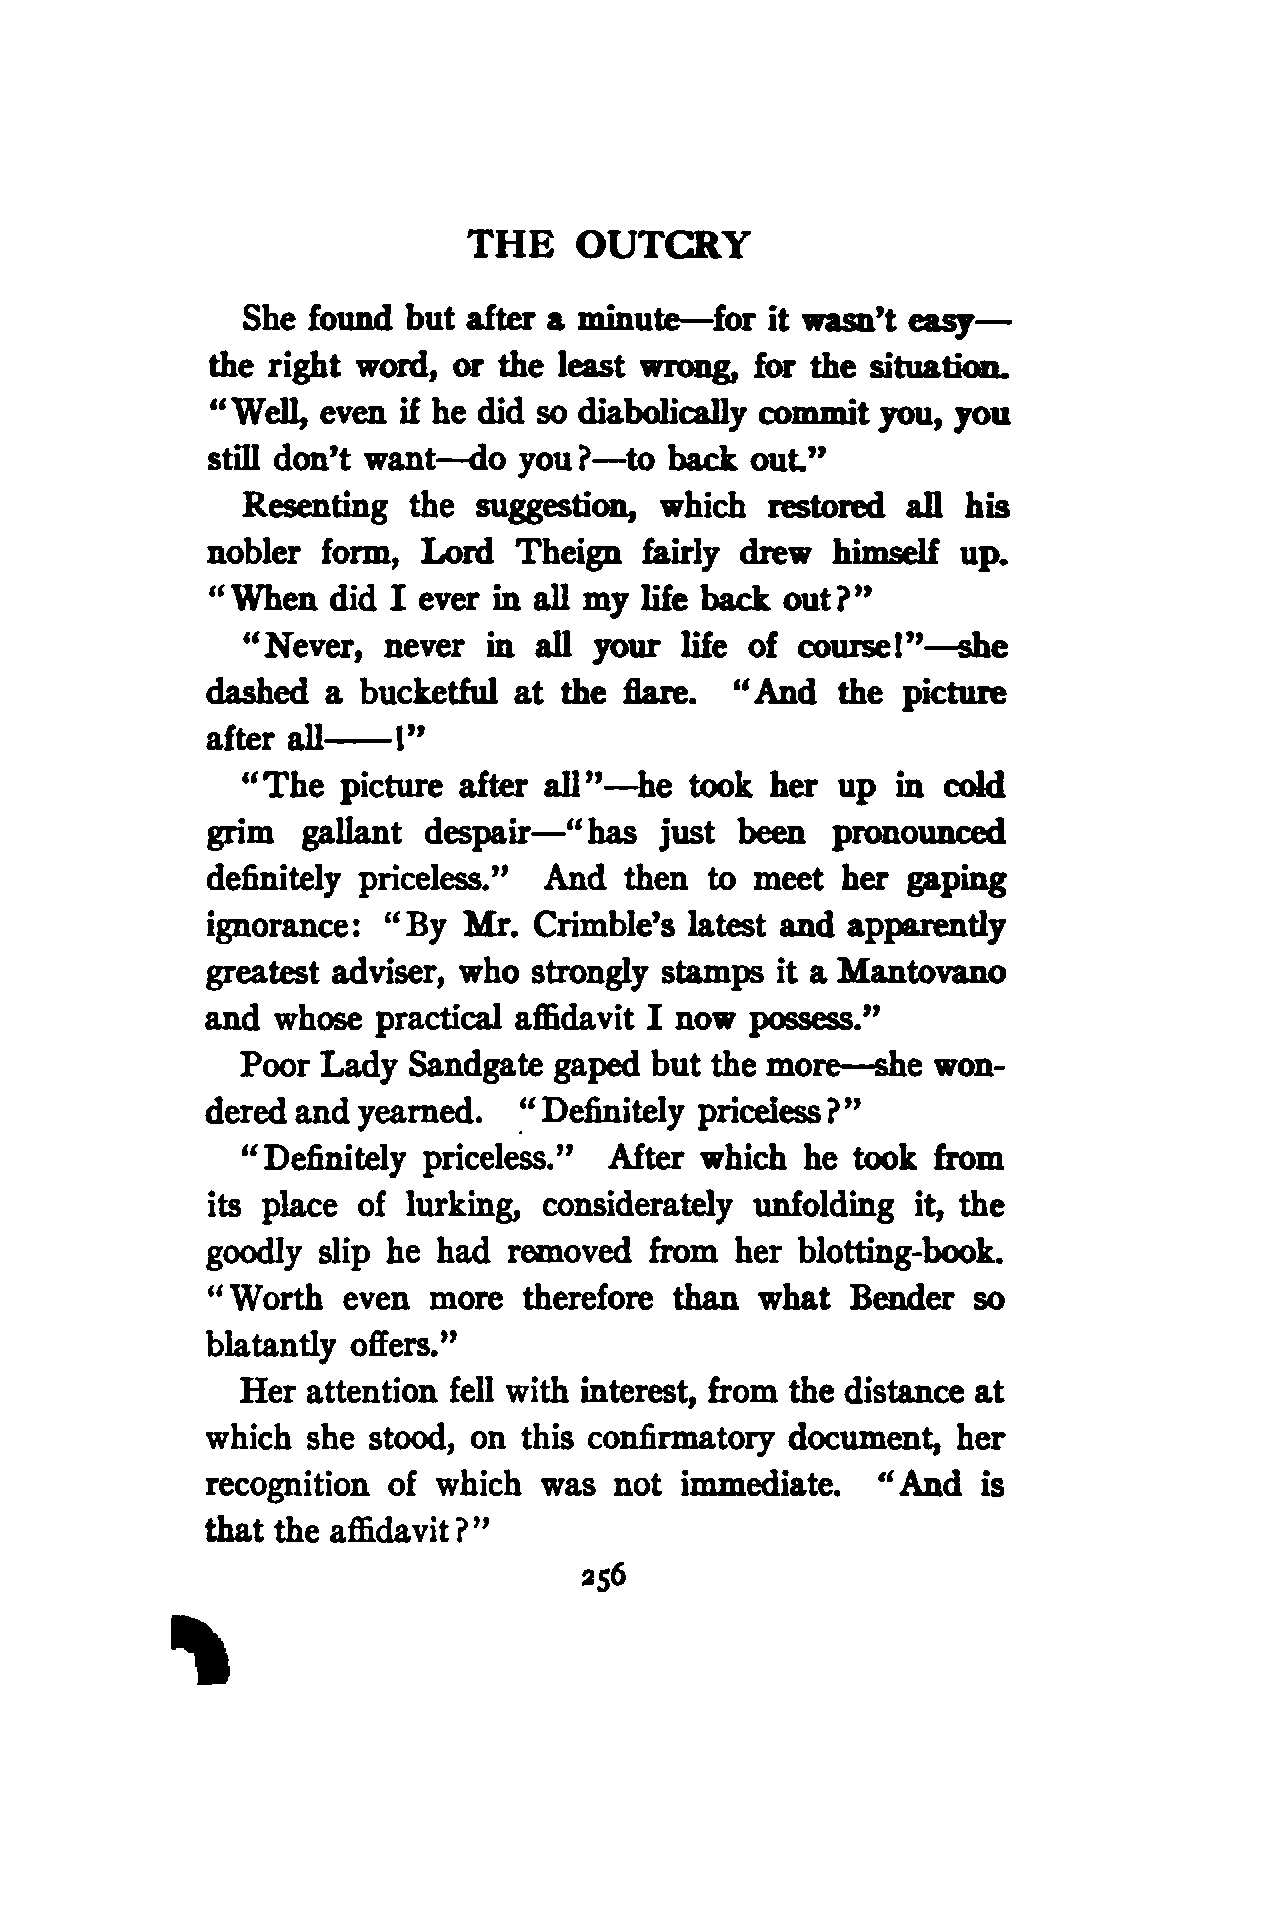 THE OUTCRY
She found but after a minute—for it wasn't easy—
the right word, or the least wrong, for the situation.
"Well, even if he did so diabolically commit you, you
still don't want—do you?—to back out."
Resenting the suggestion, which restored all his
nobler form, Lord Theign fairly drew himself up.
"When did I ever in all my life back out?"
"Never, never in all your life of course!"—she
dashed a bucketful at the flare. "And the picture
after all——!"
"The picture after all"—he took her up in cold
grim gallant despair—"has just been pronounced
definitely priceless." And then to meet her gaping
ignorance: "By Mr. Crimble's latest and apparently
greatest adviser, who strongly stamps it a Mantovano
and whose practical affidavit I now possess."
Poor Lady Sandgate gaped but the more—she won-
dered and yearned. "Definitely priceless?"
"Definitely priceless." After which he took from
its place of lurking, considerately unfolding it, the
goodly slip he had removed from her blotting-book.
"Worth even more therefore than what Bender so
blatantly offers."
Her attention fell with interest, from the distance at
which she stood, on this confirmatory document, her
recognition of which was not immediate. "And is
that the affidavit?"
256